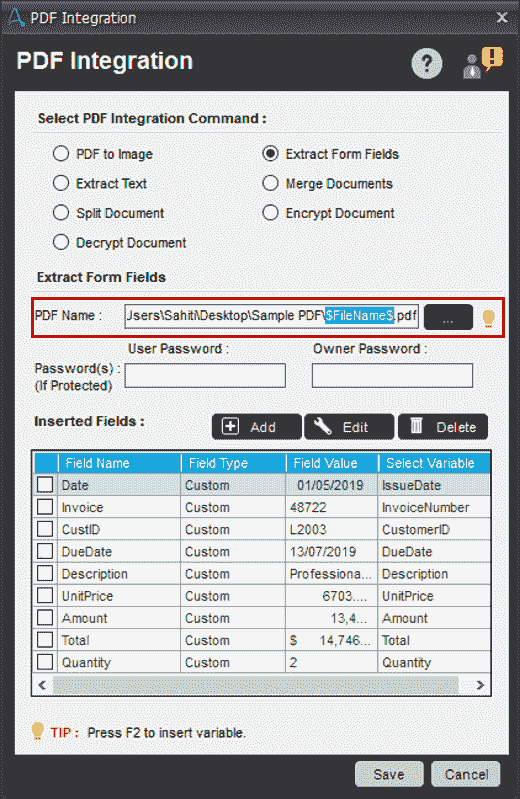 PDF Integration
PDF Integration
Select PDF Integration Command :
PDF to Image Extract Form Fields
Extract Text Merge Documents
Split Document Encrypt Document
Decrypt Document
Extract Form Fields
PDF Name : Jsers\Sahiti\Desktop\Sample PDF\$FileName$.pdf ...
User Password : Owner Password :
Password(s) :
(If Protected)
Inserted Fields : Add Edit Delete
Field Name Field Type Field Value Select Variable
Date Custom 01/05/2019 IssueDate
Invoice Custom 48722 InvoiceNumber
CustID Custom L2003 CustomerID
DueDate Custom 13/07/2019 DueDate
Description Custom Professiona... Description
UnitPrice Custom 6703.... UnitPrice
Amount Custom 13,4... Amount
Total Custom $ 14,746... Total
Quantity Custom 2 Quantity
TIP : Press F2 to insert variable.
Save Cancel